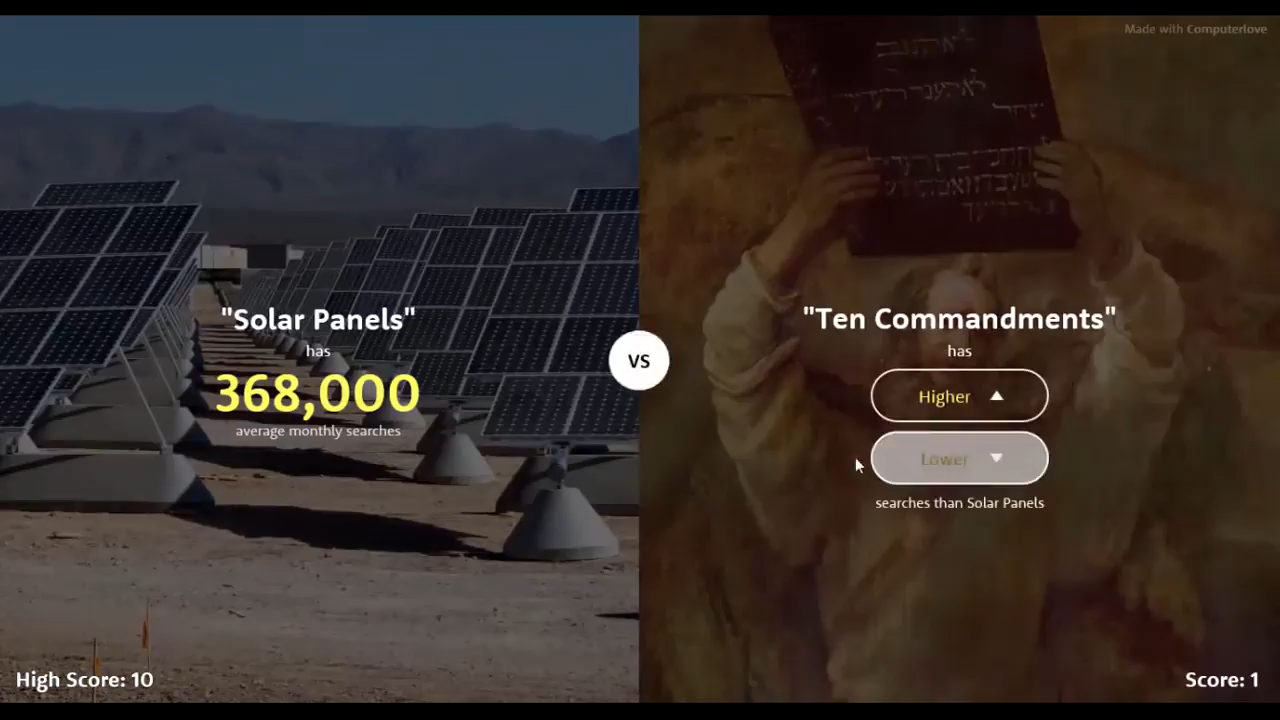 Made with Computerlove
"Solar Panels"
has
368,000
average monthly searches
VS
"Ten Commandments"
has
Higher
Lower
searches than Solar Panels
High Score: 10
Score: 1